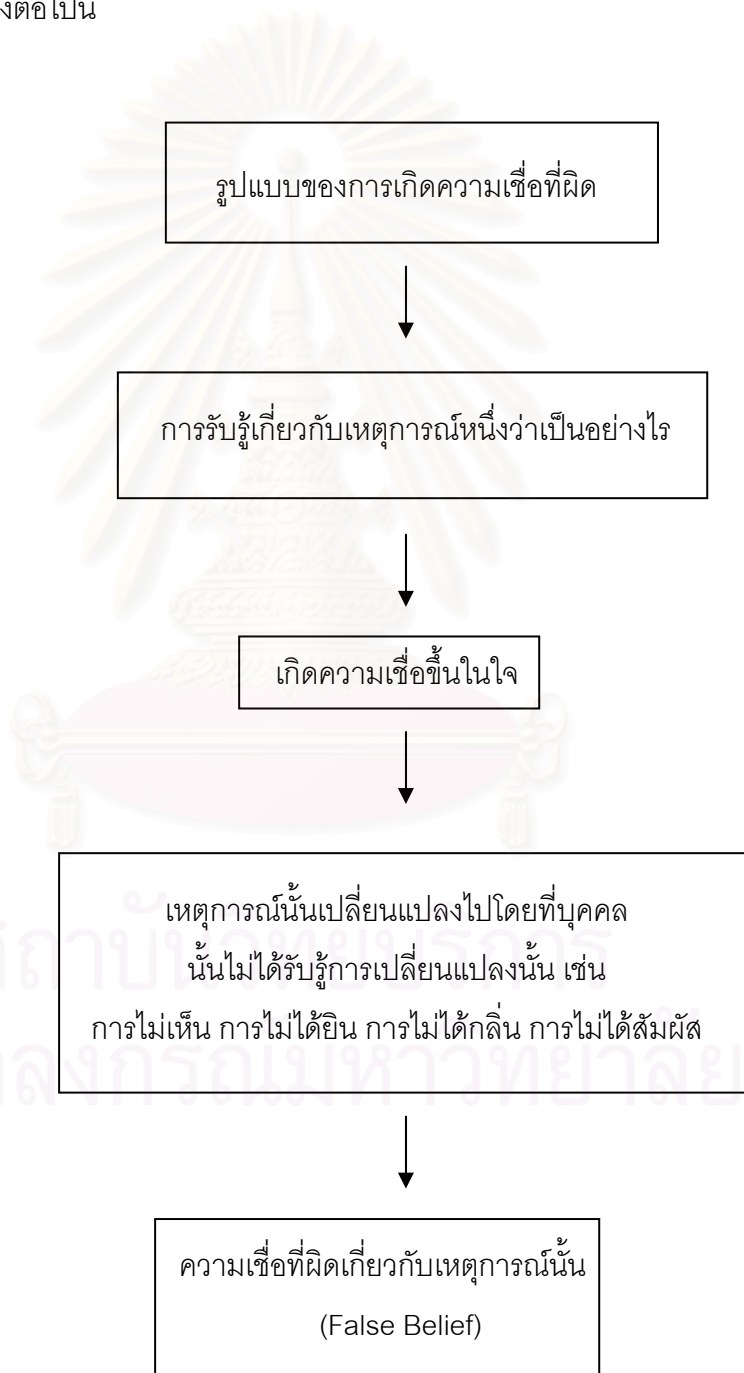 รูปแบบของการเกิดความเชื่อที่ผิด
การรับรู้เกี่ยวกับเหตุการณ์หนึ่งว่าเป็นอย่างไร
เกิดความเชื่อขึ้นในใจ
เหตุการณ์นั้นเปลี่ยนแปลงไปโดยที่บุคคล
นั้นไม่ได้รับรู้การเปลี่ยนแปลงนั้น เช่น
การไม่เห็น การไม่ได้ยิน การไม่ได้กลิ่น การไม่ได้สัมผัส
ความเชื่อที่ผิดเกี่ยวกับเหตุการณ์นั้น
(False Belief)